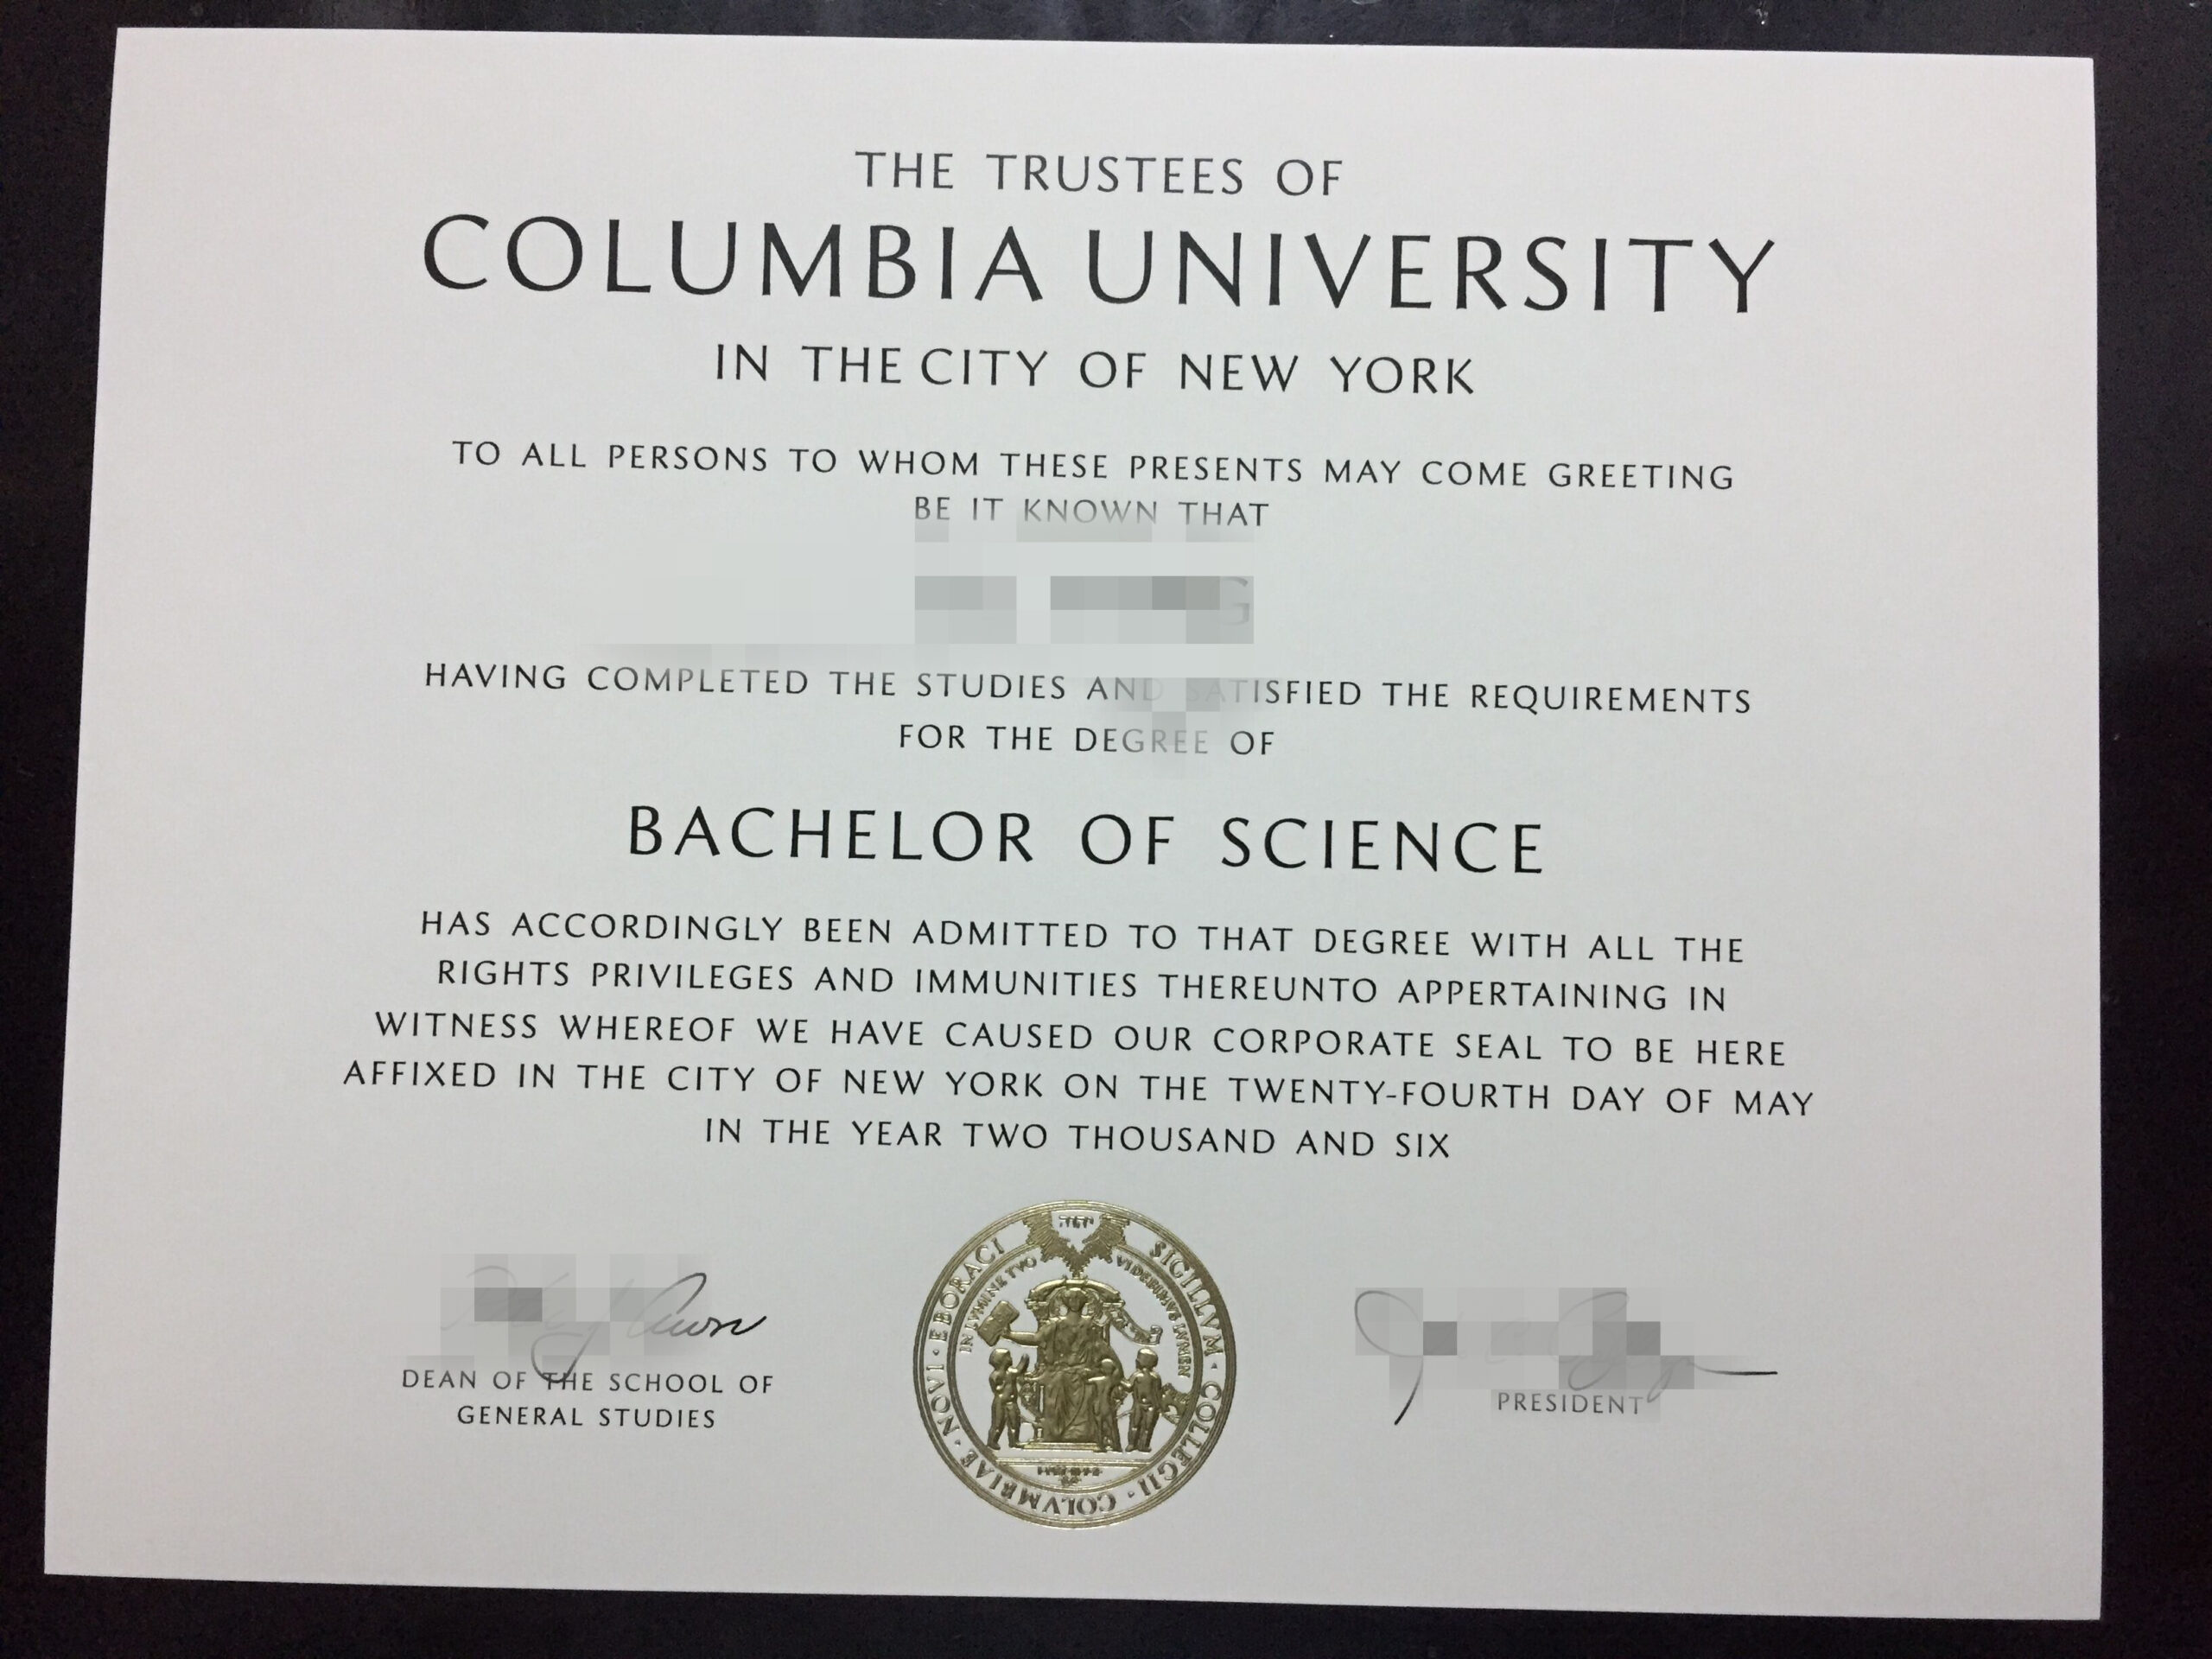 THE TRUSTEES OF
COLUMBIA UNIVERSITY
IN THE CITY OF NEW YORK
TO ALL PERSONS TO WHOM THESE PRESENTS MAY COME GREETING
BE IT KNOWN THAT
HAVING COMPLETED THE STUDIES AND SATISFIED THE REQUIREMENTS
FOR THE DEGREE OF
BACHELOR OF SCIENCE
HAS ACCORDINGLY BEEN ADMITTED TO THAT DEGREE WITH ALL THE
RIGHTS PRIVILEGES AND IMMUNITIES THEREUNTO APPERTAINING IN
WITNESS WHEREOF WE HAVE CAUSED OUR CORPORATE SEAL TO BE HERE
AFFIXED IN THE CITY OF NEW YORK ON THE TWENTY-FOURTH DAY OF MAY
IN THE YEAR TWO THOUSAND AND SIX
DEAN OF THE SCHOOL OF
GENERAL STUDIES
SIGILLVM · COLLEGII · COLVMBIAE · NOVI · EBORACI
IN LVMINE TVO VIDEBIMVS LVMEN
PRESIDENT